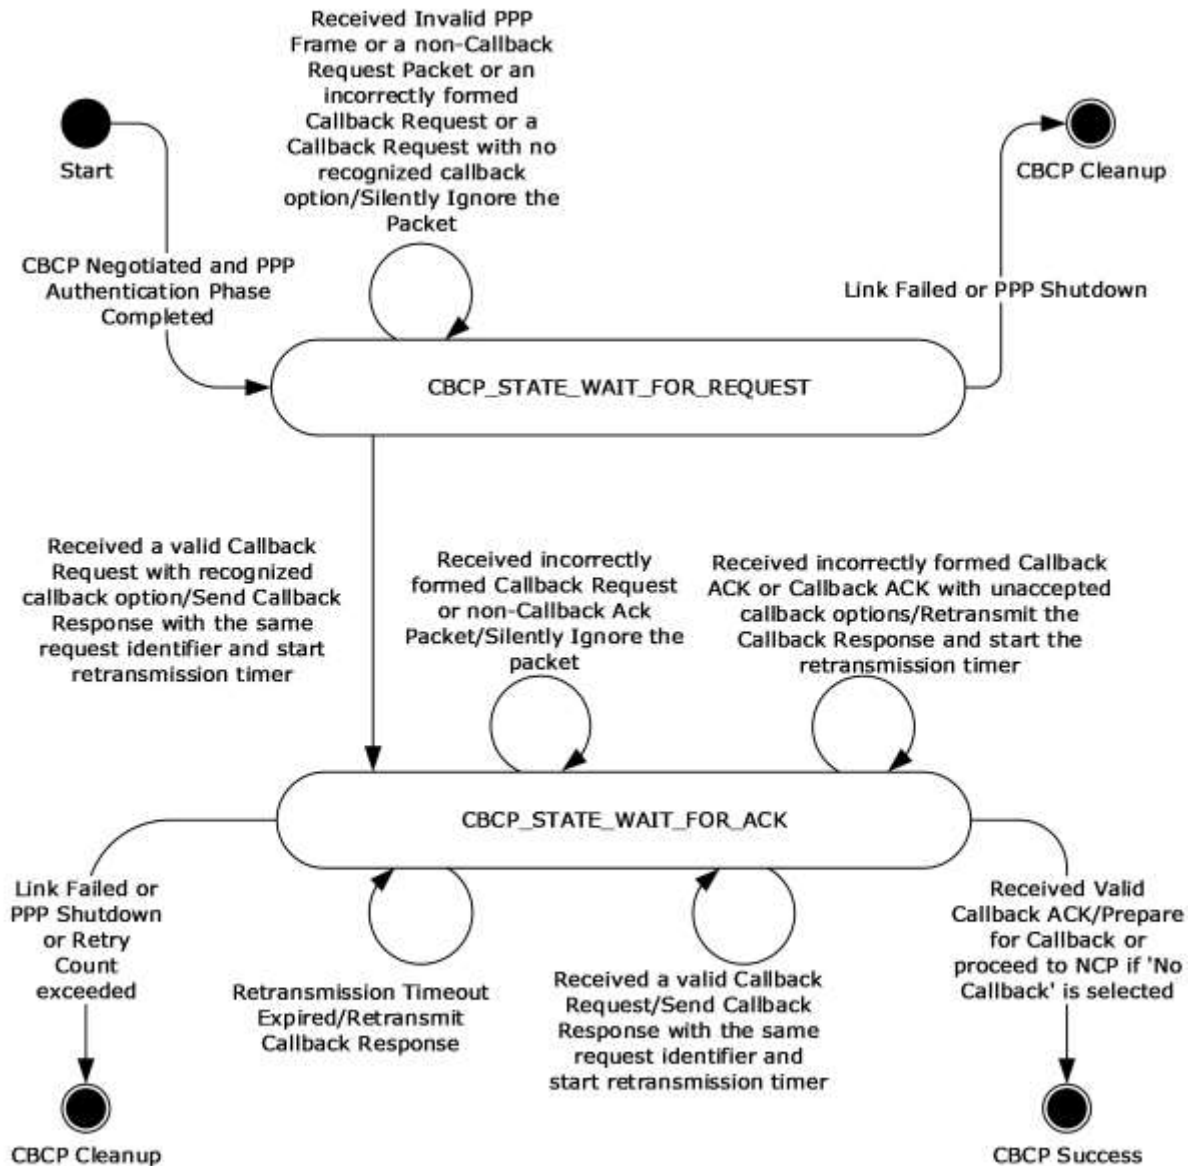 Received Invalid PPP
Frame or a non-Callback
Request Packet or an
incorrectly formed
Callback Request or a
Callback Request with no
recognized callback
option/Silently Ignore the
Packet
Start
CBCP Cleanup
CBCP Negotiated and PPP
Authentication Phase
Completed
Link Failed or PPP Shutdown
CBCP_STATE_WAIT_FOR_REQUEST
Received a valid Callback
Request with recognized
callback option/Send Callback
Response with the same
request identifier and start
retransmission timer
Received incorrectly
formed Callback Request
or non-Callback Ack
Packet/Silently Ignore the
packet
Received incorrectly formed Callback
ACK or Callback ACK with unaccepted
callback options/Retransmit the
Callback Response and start the
retransmission timer
CBCP_STATE_WAIT_FOR_ACK
Link Failed or
PPP Shutdown
or Retry
Count
exceeded
Retransmission Timeout
Expired/Retransmit
Callback Response
Received a valid Callback
Request/Send Callback
Response with the same
request identifier and
start retransmission timer
Received Valid
Callback ACK/Prepare
for Callback or
proceed to NCP if 'No
Callback' is selected
CBCP Cleanup
CBCP Success